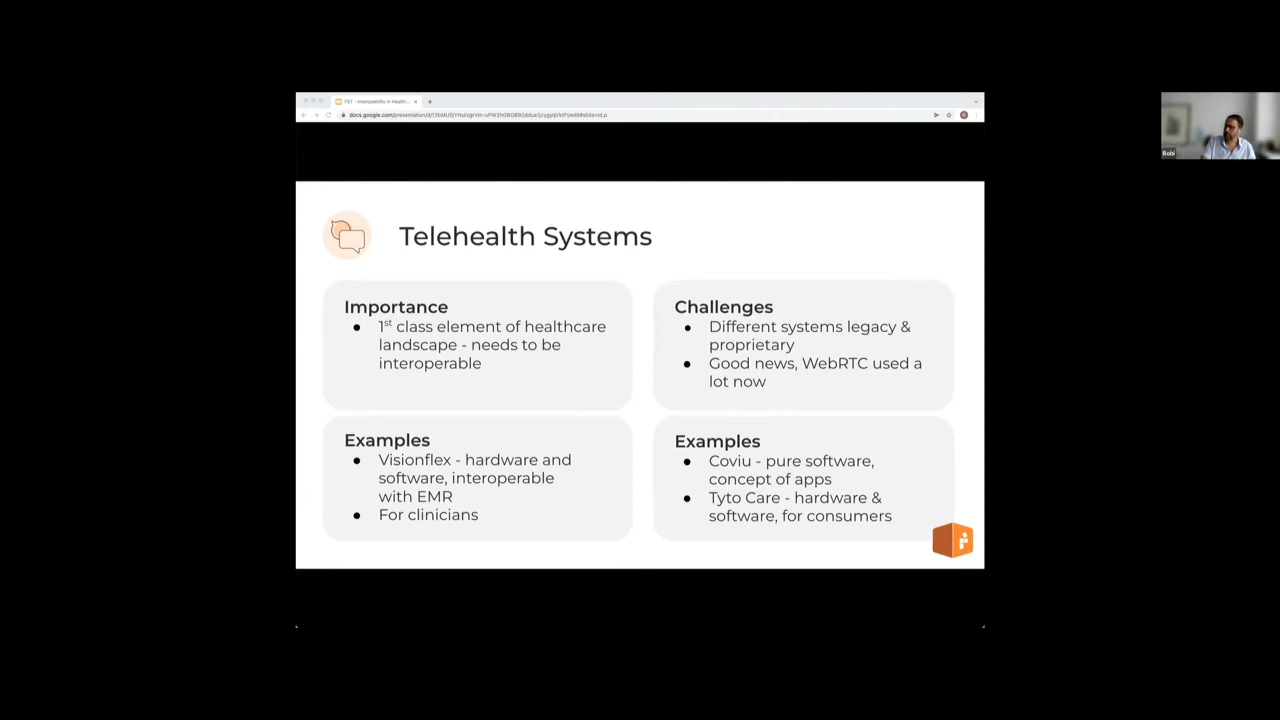 Telehealth Systems
Importance
● 1st class element of healthcare
landscape - needs to be
interoperable
Challenges
● Different systems legacy &
proprietary
● Good news, WebRTC used a
lot now
Examples
● Visionflex - hardware and
software, interoperable
with EMR
● For clinicians
Examples
● Coviu - pure software,
concept of apps
● Tyto Care - hardware &
software, for consumers
Robi